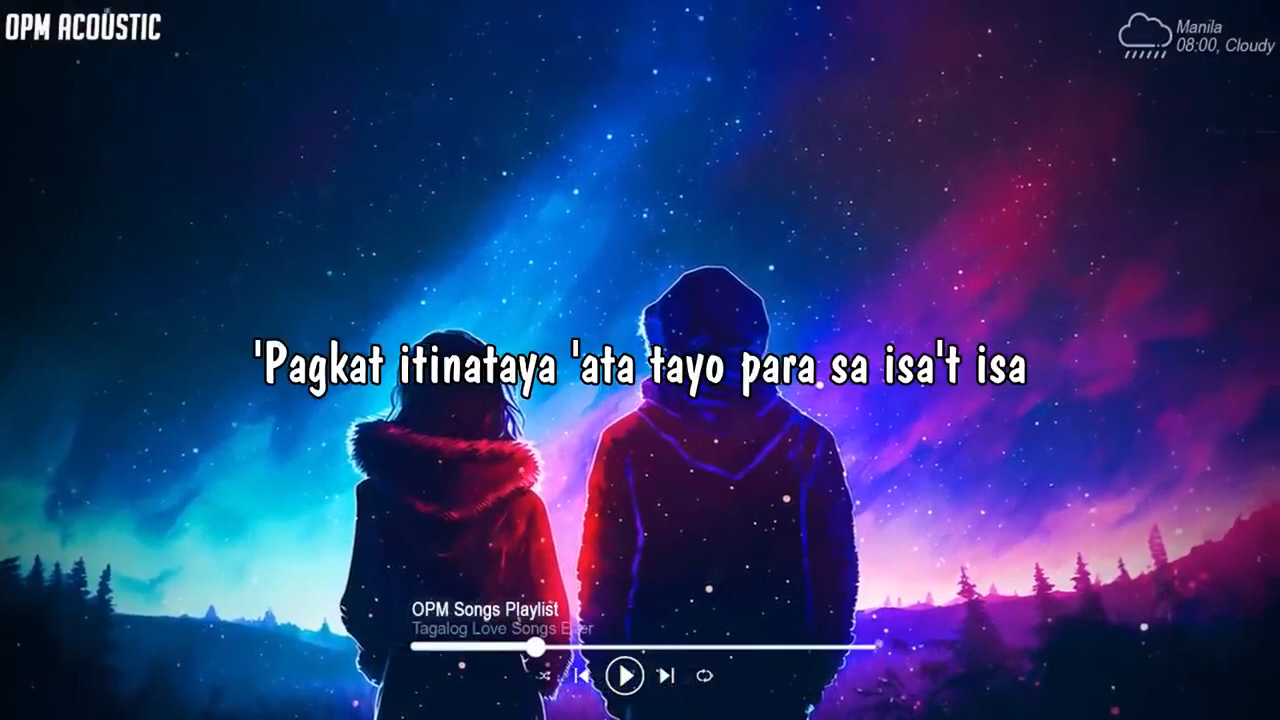 OPM ACOUSTIC
Manila
08:00, Cloudy
'Pagkat itinataya 'ata tayo para sa isa't isa
OPM Songs Playlist
Tagalog Love Songs Ever